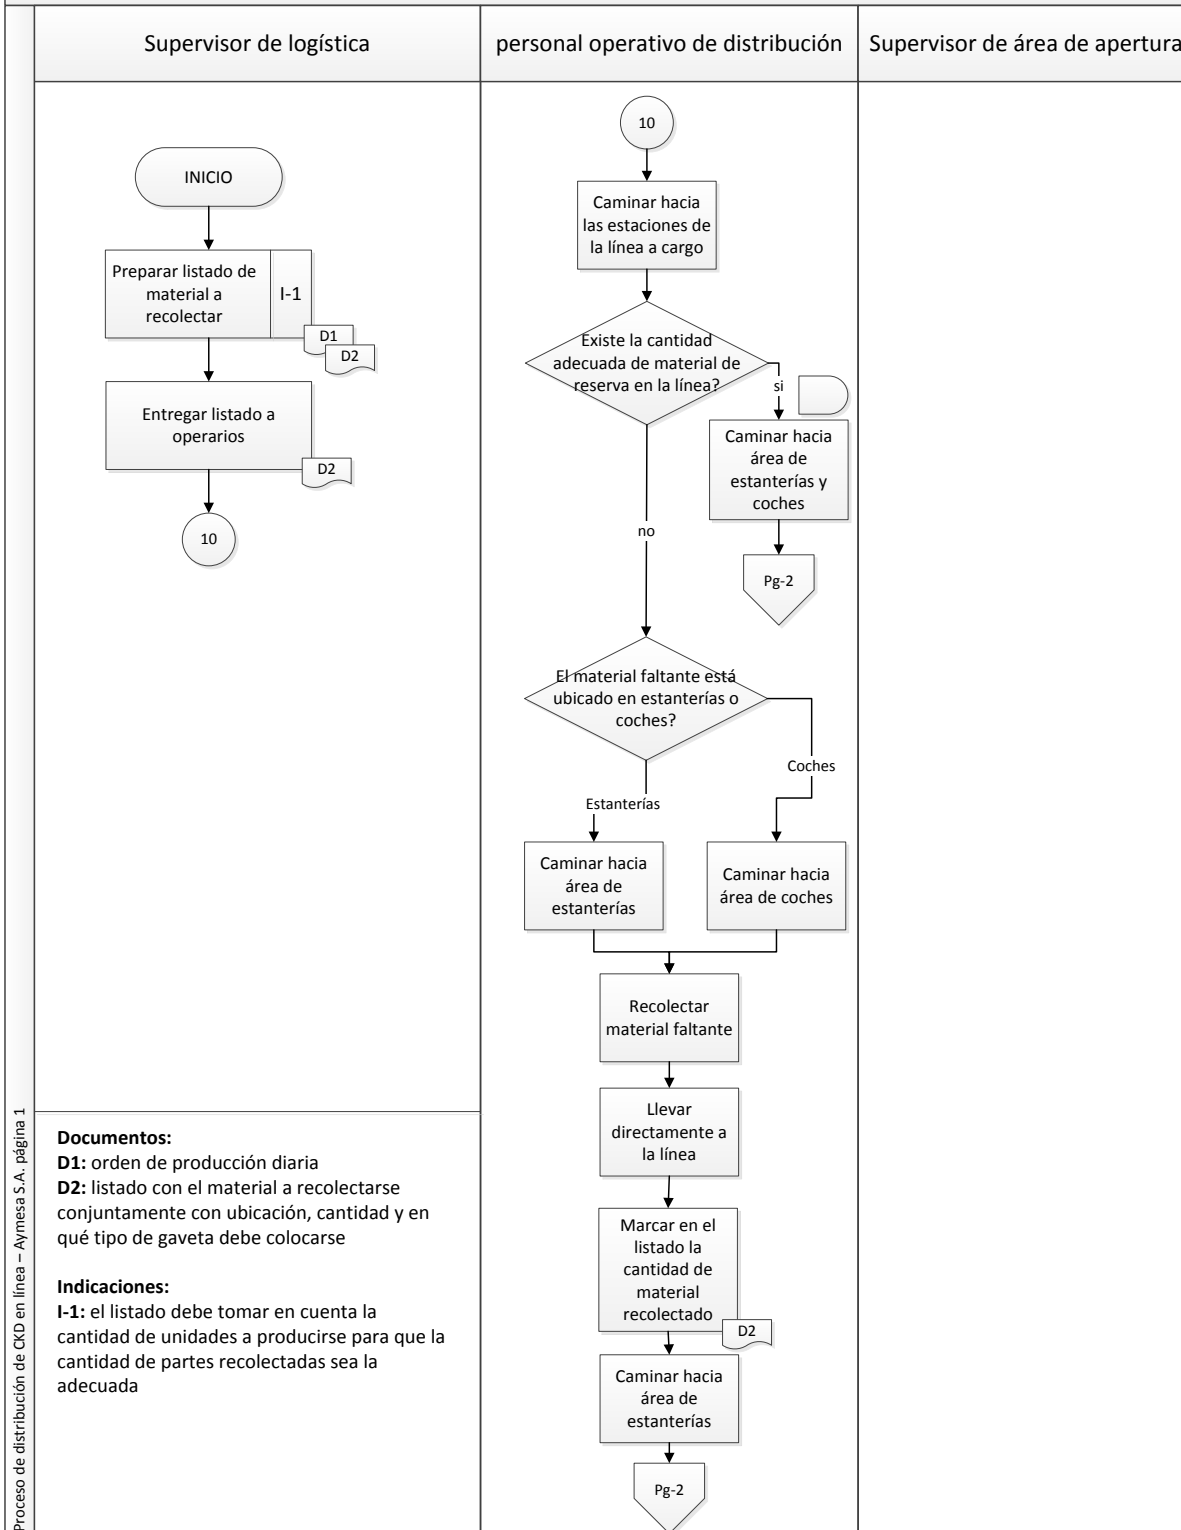 Supervisor de logística
personal operativo de distribución
Supervisor de área de apertura
INICIO
Preparar listado de
material a
recolectar
I-1
D1
D2
Entregar listado a
operarios
D2
10
10
Caminar hacia
las estaciones de
la línea a cargo
Existe la cantidad
adecuada de material de
reserva en la línea?
si
Caminar hacia
área de
estanterías y
coches
Pg-2
no
El material faltante está
ubicado en estanterías o
coches?
Coches
Estanterías
Caminar hacia
área de
estanterías
Caminar hacia
área de coches
Recolectar
material faltante
Llevar
directamente a
la línea
Marcar en el
listado la
cantidad de
material
recolectado
D2
Caminar hacia
área de
estanterías
Pg-2
Documentos:
D1: orden de producción diaria
D2: listado con el material a recolectarse
conjuntamente con ubicación, cantidad y en
qué tipo de gaveta debe colocarse
Indicaciones:
I-1: el listado debe tomar en cuenta la
cantidad de unidades a producirse para que la
cantidad de partes recolectadas sea la
adecuada
Proceso de distribución de CKD en línea – Aymesa S.A. página 1